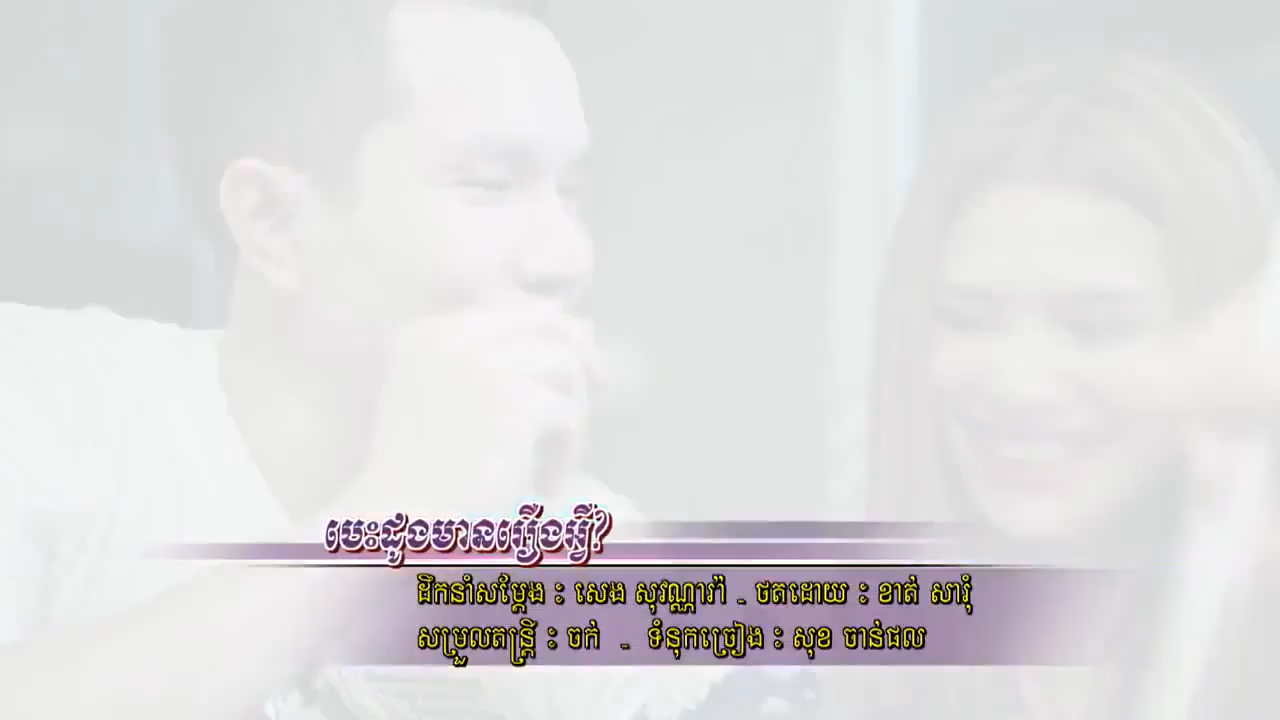 បេះដូងមានរឿងអ្វី?
ដឹកនាំសម្ដែង ៖ សេង សុវណ្ណារ៉ា - ថតដោយ ៖ ខាត់ សារុំ
សម្រួលតន្ត្រី ៖ ចក់ - ទំនុកច្រៀង ៖ សុខ ចាន់ផល